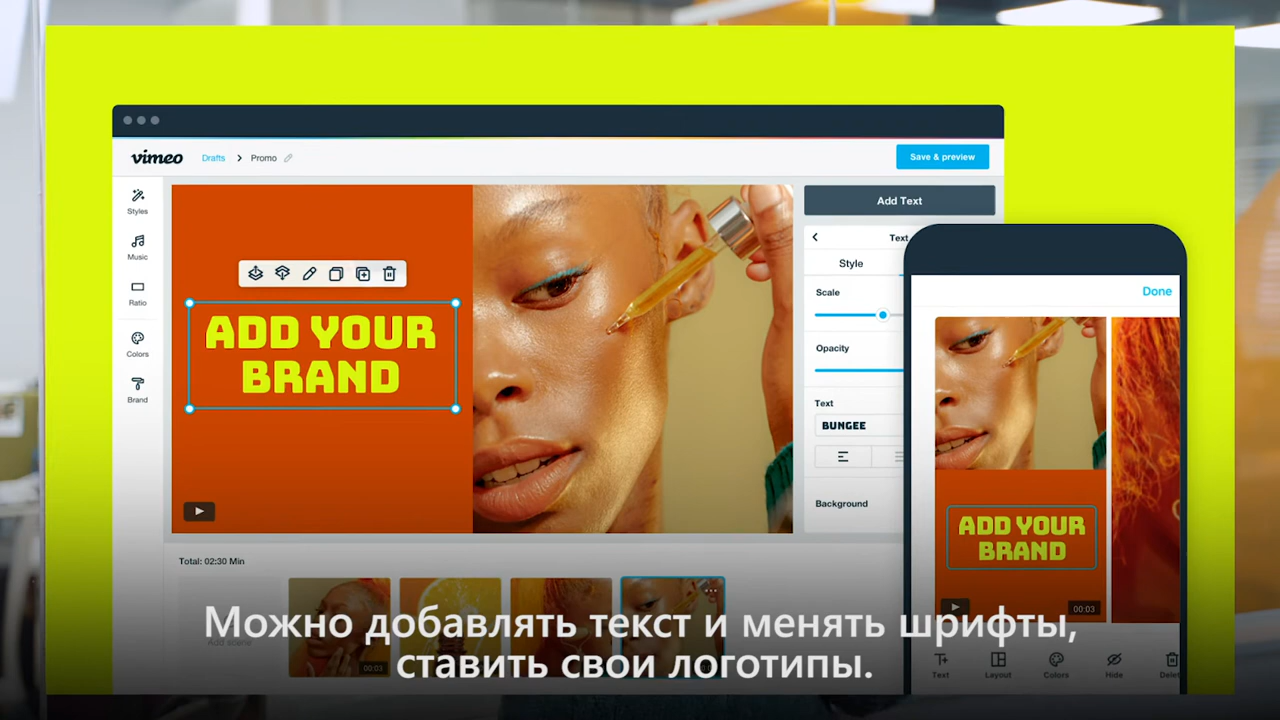 vimeo
Drafts
Promo
Save & preview
Styles
Music
Ratio
Colors
Brand
ADD YOUR
BRAND
Add Text
Text
Style
Scale
Opacity
Text
BUNGEE
Background
Total: 02:30 Min
Add scene
00:03
Done
ADD YOUR
BRAND
00:03
Text
Layout
Colors
Hide
Можно добавлять текст и менять шрифты,
ставить свои логотипы.